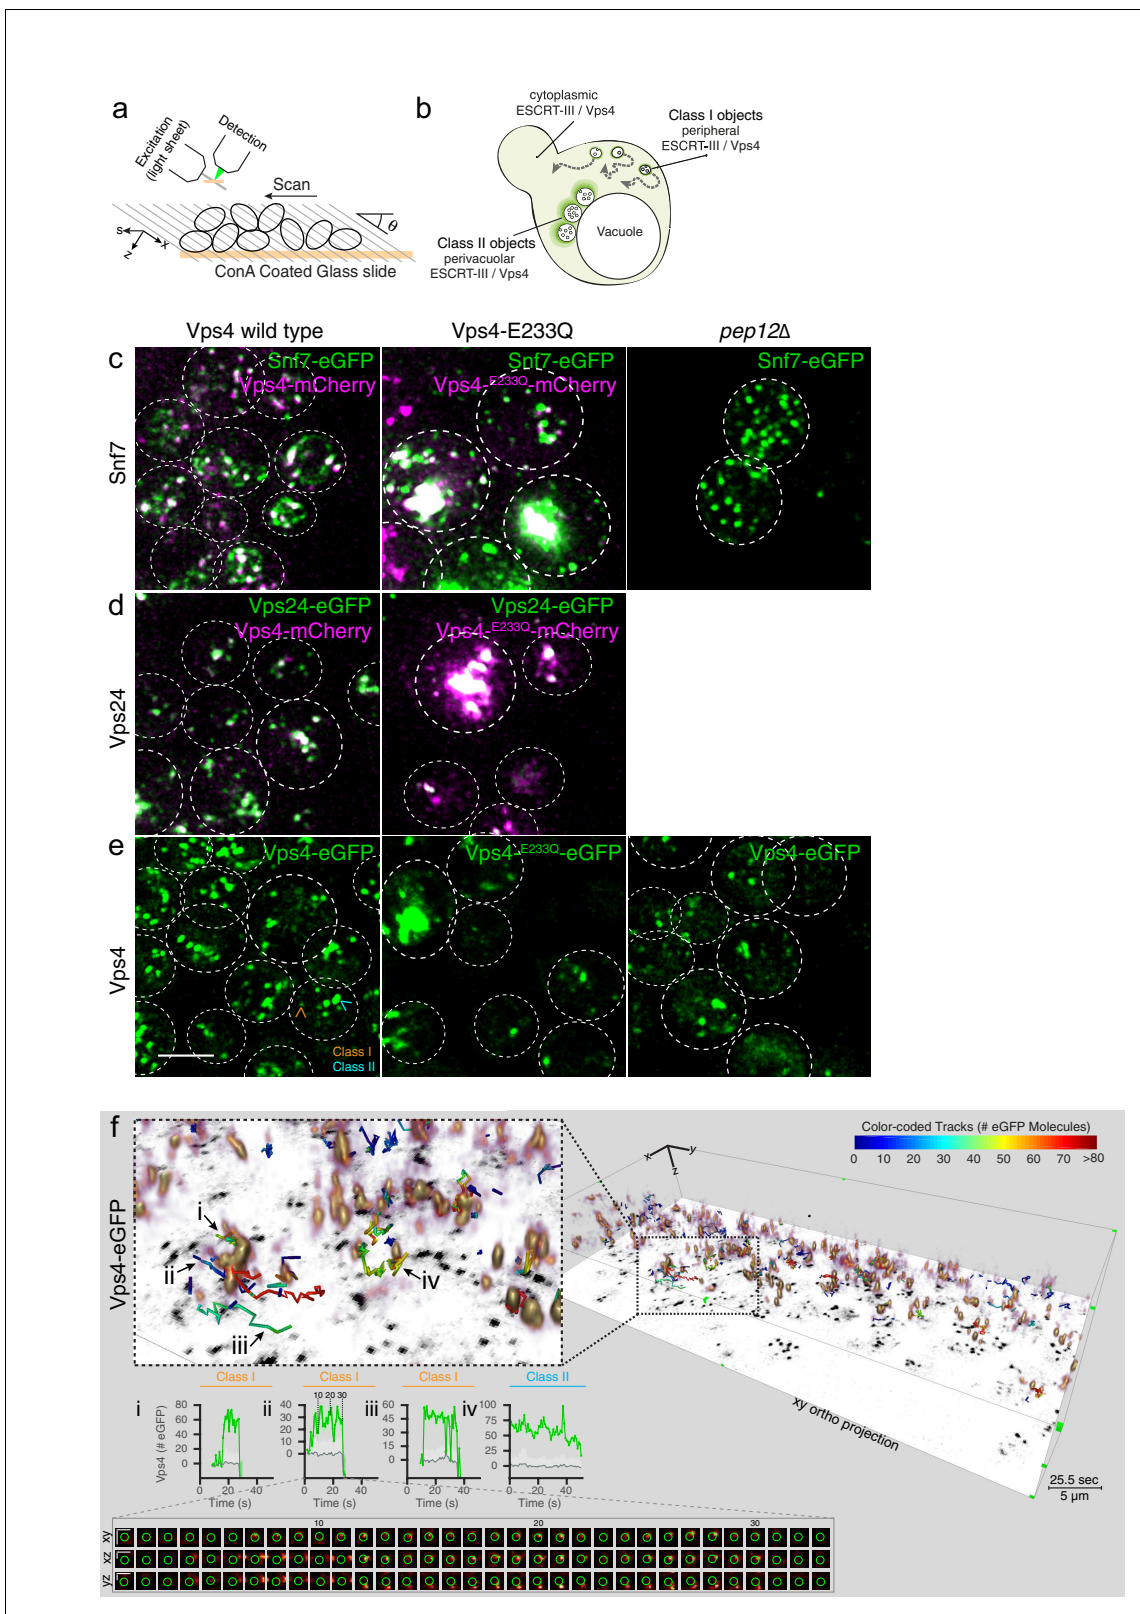 a
Excitation
(light sheet)
Detection
Scan
θ
s
z
x
ConA Coated Glass slide
b
cytoplasmic
ESCRT-III / Vps4
Class I objects
peripheral
ESCRT-III / Vps4
Class II objects
perivacuolar
ESCRT-III / Vps4
Vacuole
Vps4 wild type
Vps4-E233Q
pep12Δ
c
Snf7
Snf7-eGFP
Vps4-mCherry
Snf7-eGFP
Vps4-E233Q-mCherry
Snf7-eGFP
d
Vps24
Vps24-eGFP
Vps4-mCherry
Vps24-eGFP
Vps4-E233Q-mCherry
e
Vps4
Vps4-eGFP
Class I
Class II
Vps4-E233Q-eGFP
Vps4-eGFP
f
Vps4-eGFP
i
ii
iii
iv
Color-coded Tracks (# eGFP Molecules)
0 10 20 30 40 50 60 70 >80
x
y
z
xy ortho projection
25.5 sec
5 µm
Class I
Class I
Class I
Class II
i
Vps4 (# eGFP)
80
60
40
20
0
0 20 40
Time (s)
ii
10 20 30
40
30
20
10
0
0 20 40
Time (s)
iii
60
45
30
15
0
0 20 40
Time (s)
iv
100
75
50
25
0
0 20 40
Time (s)
10 20 30
xy
xz
yz